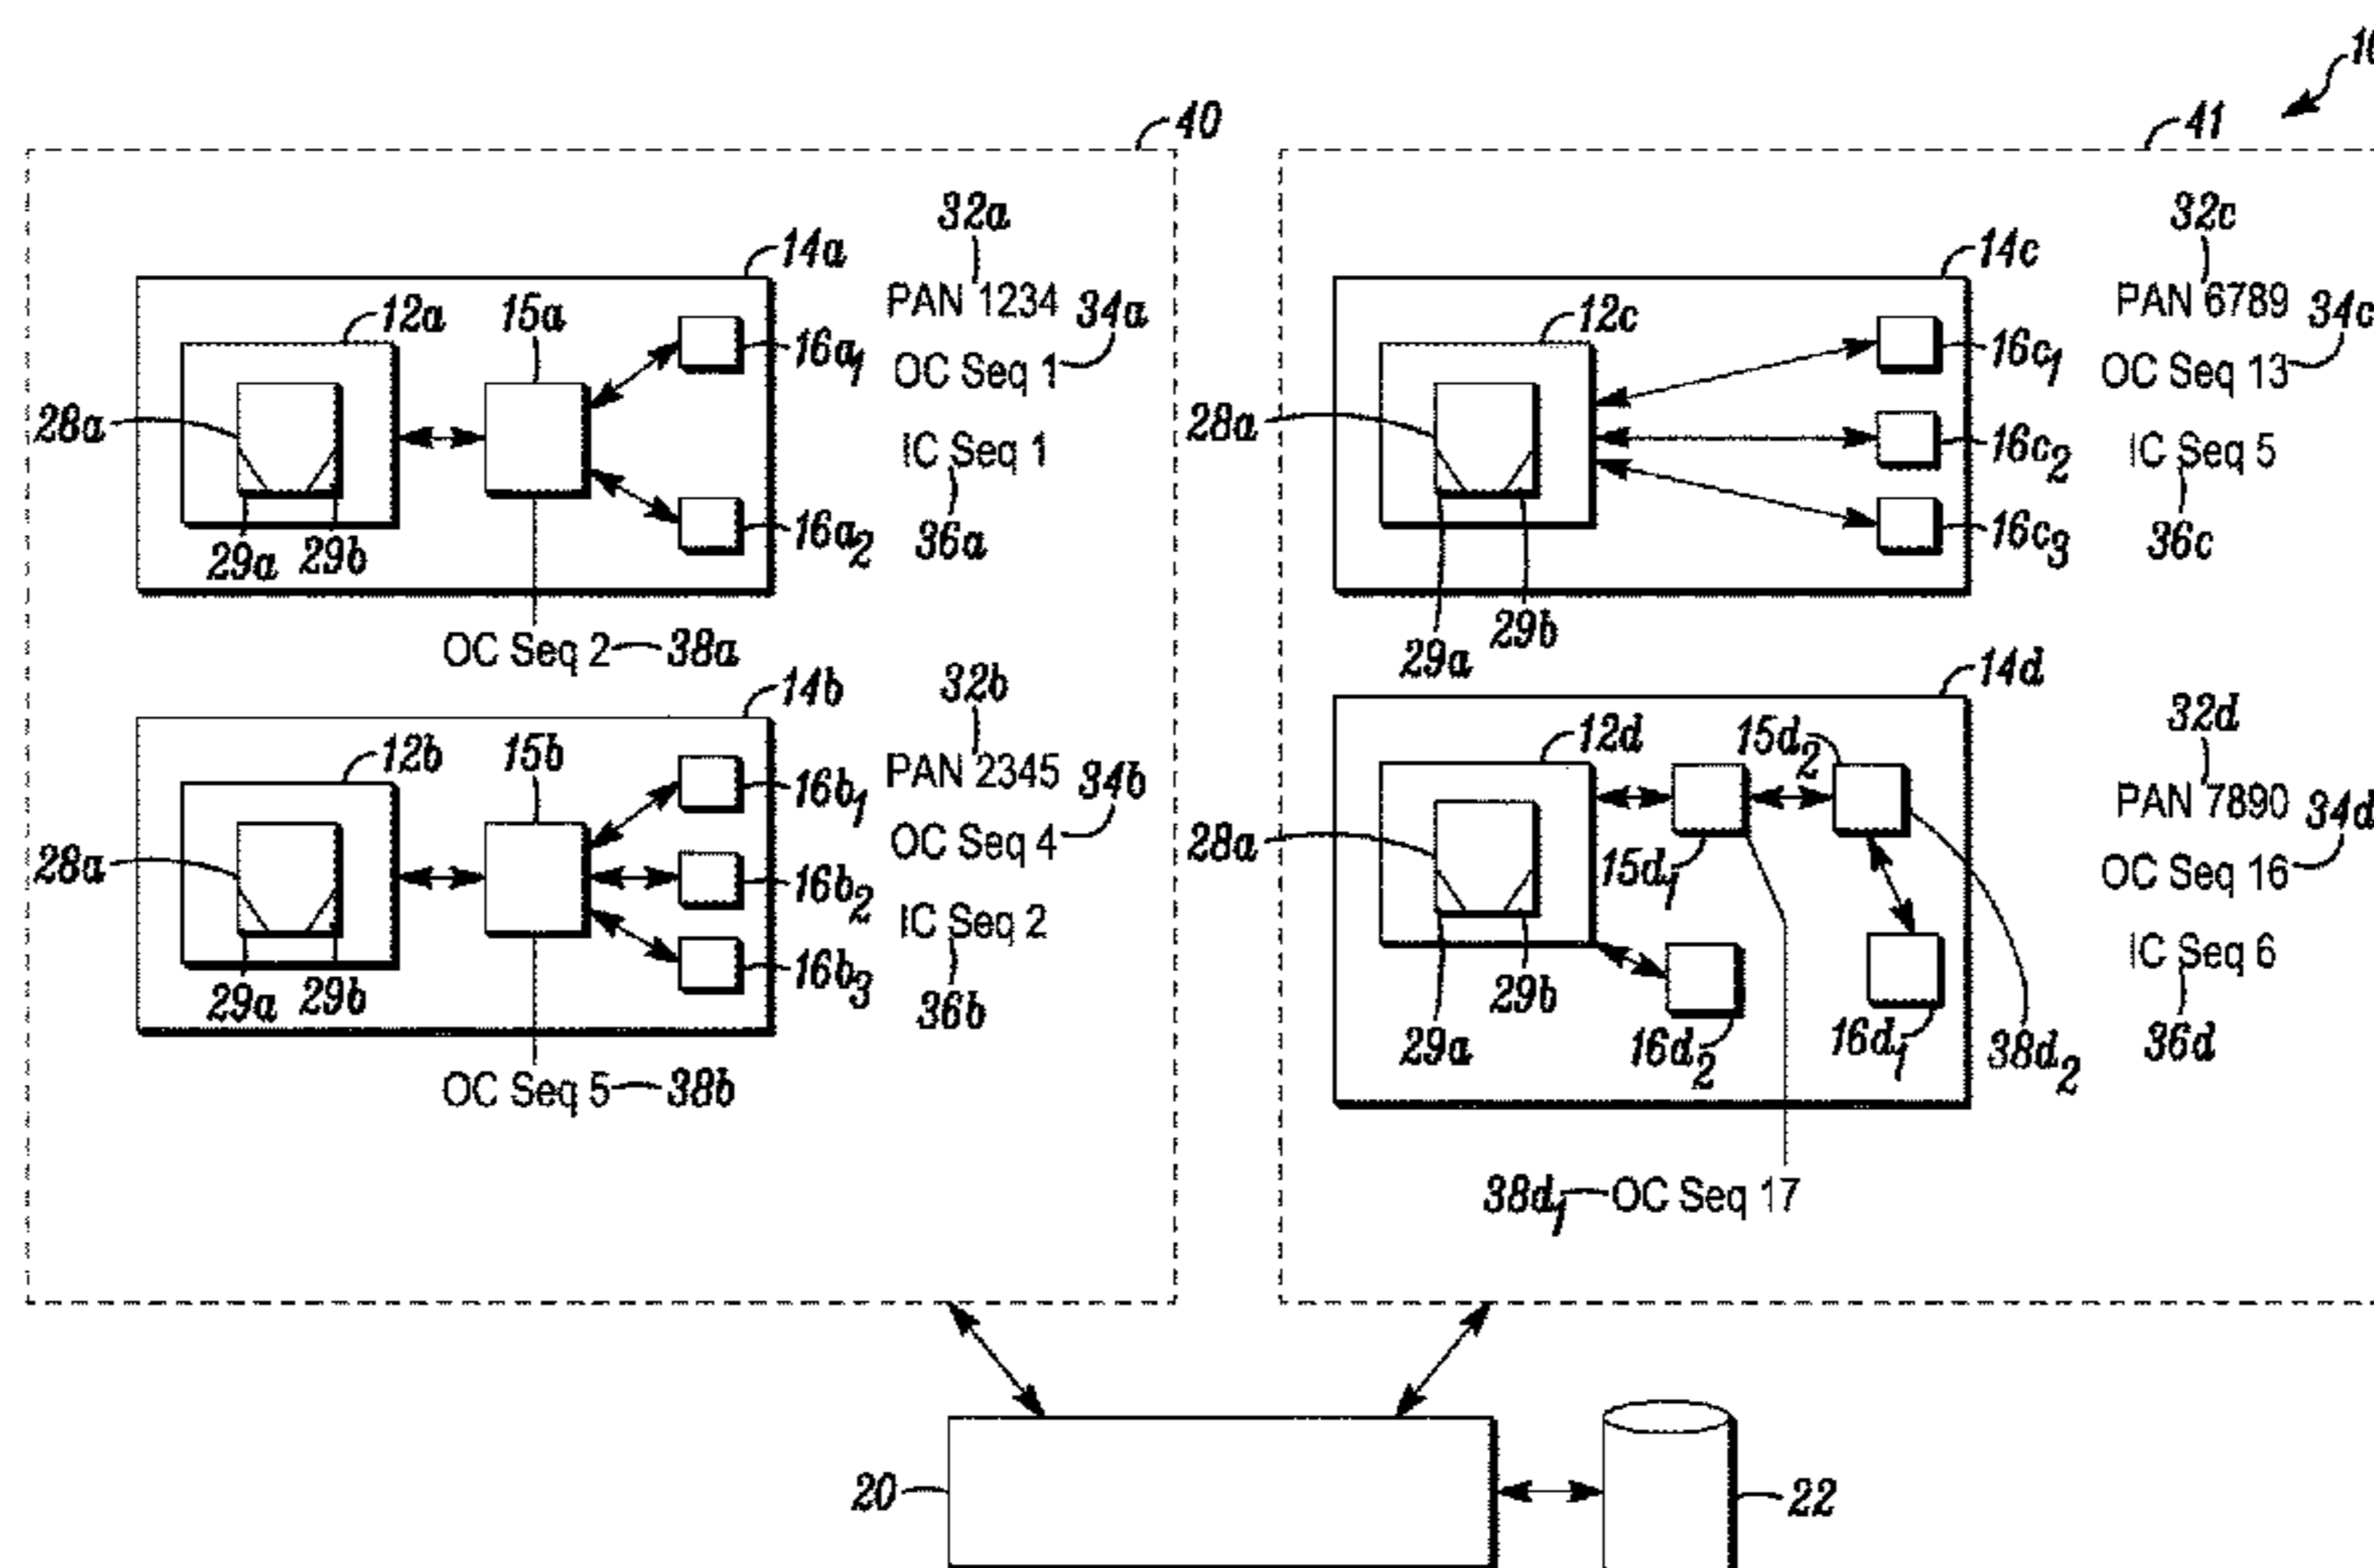 40
41
32a
14a
PAN 1234
34a
12a
15a
16a1
OC Seq 1
28a
IC Seq 1
16a2
36a
29a
29b
OC Seq 2
38a
32b
14b
12b
15b
PAN 2345
34b
16b1
OC Seq 4
28a
16b2
IC Seq 2
16b3
36b
29a
29b
OC Seq 5
38b
32c
14c
PAN 6789
34c
12c
16c1
OC Seq 13
28a
16c2
IC Seq 5
16c3
36c
29a
29b
14d
32d
12d
15d2
PAN 7890
34d
28a
15d1
OC Seq 16
IC Seq 6
29a
29b
16d2
16d1
38d2
36d
38d1
OC Seq 17
20
22